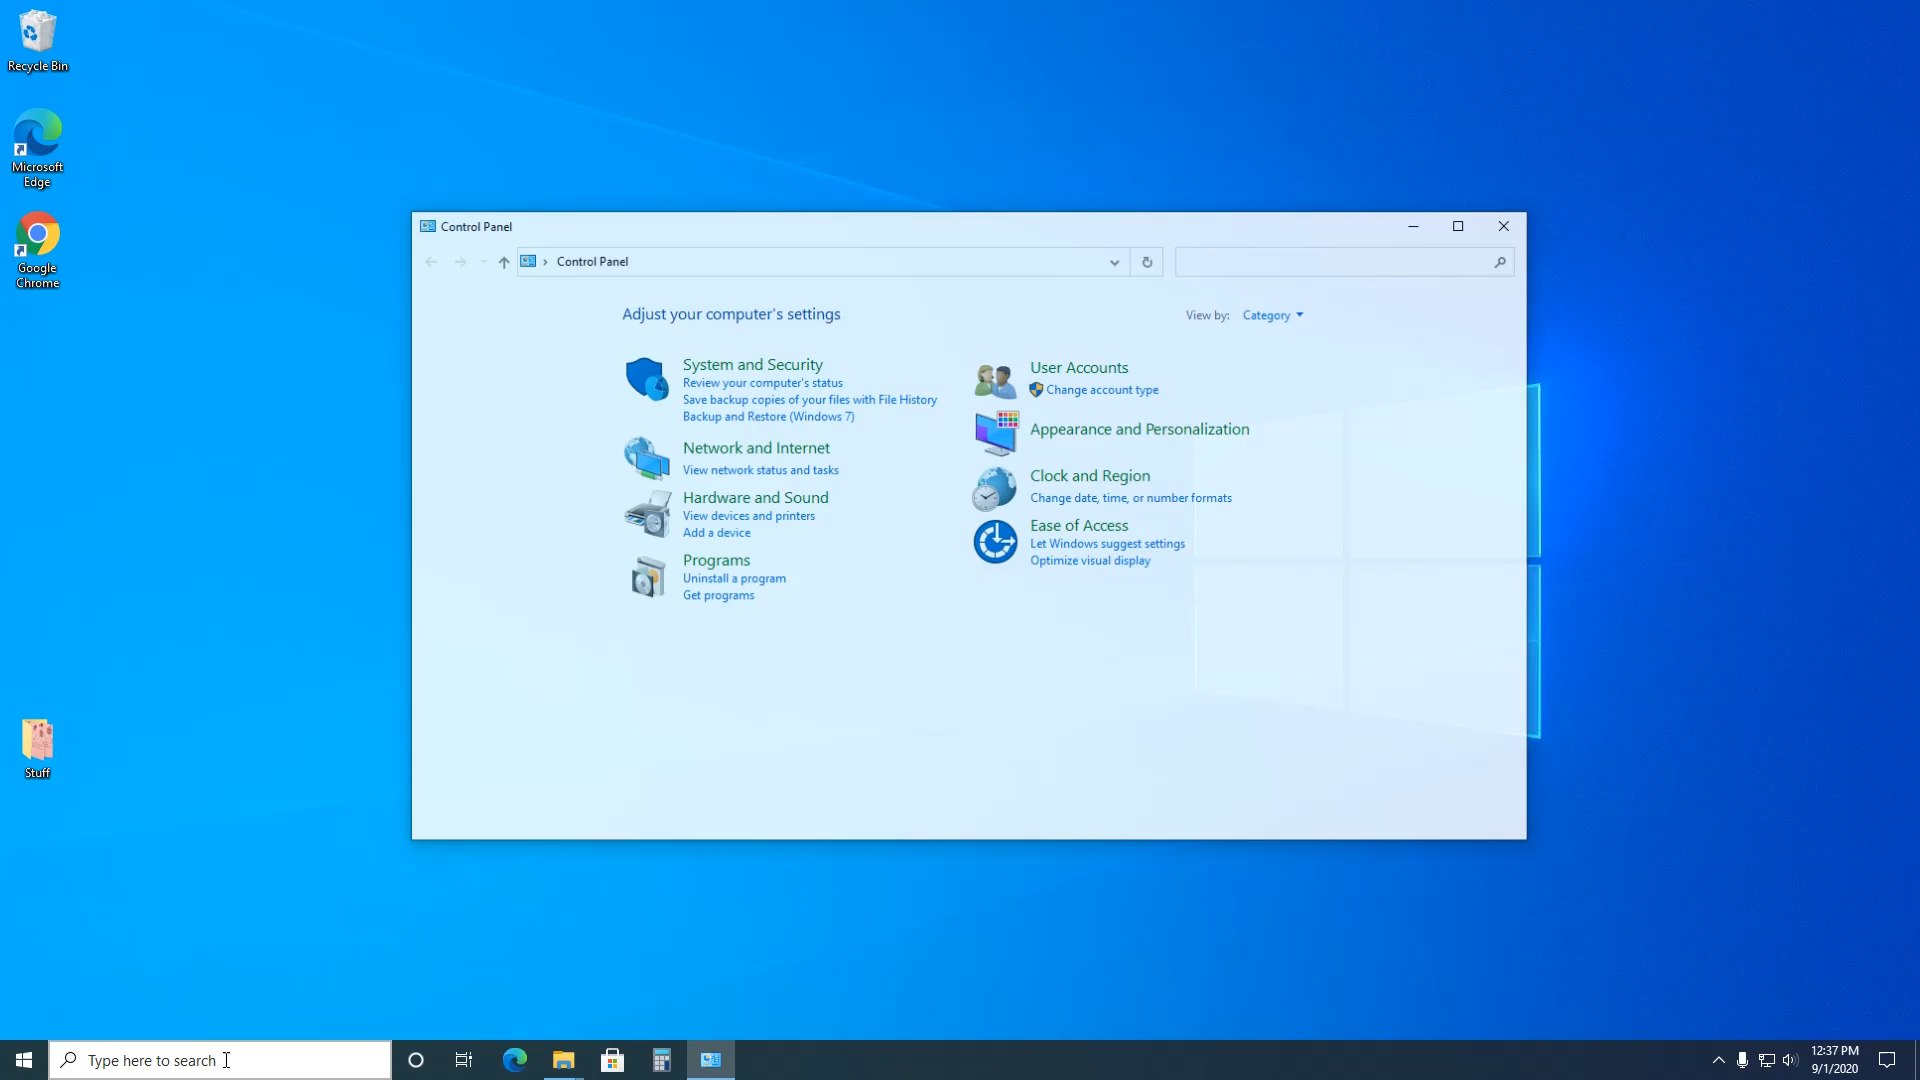 Recycle Bin
Microsoft
Edge
Google
Chrome
Stuff
Control Panel
Control Panel
Adjust your computer's settings
View by: Category
System and Security
Review your computer's status
Save backup copies of your files with File History
Backup and Restore (Windows 7)
Network and Internet
View network status and tasks
Hardware and Sound
View devices and printers
Add a device
Programs
Uninstall a program
Get programs
User Accounts
Change account type
Appearance and Personalization
Clock and Region
Change date, time, or number formats
Ease of Access
Let Windows suggest settings
Optimize visual display
Type here to search
12:37 PM
9/1/2020